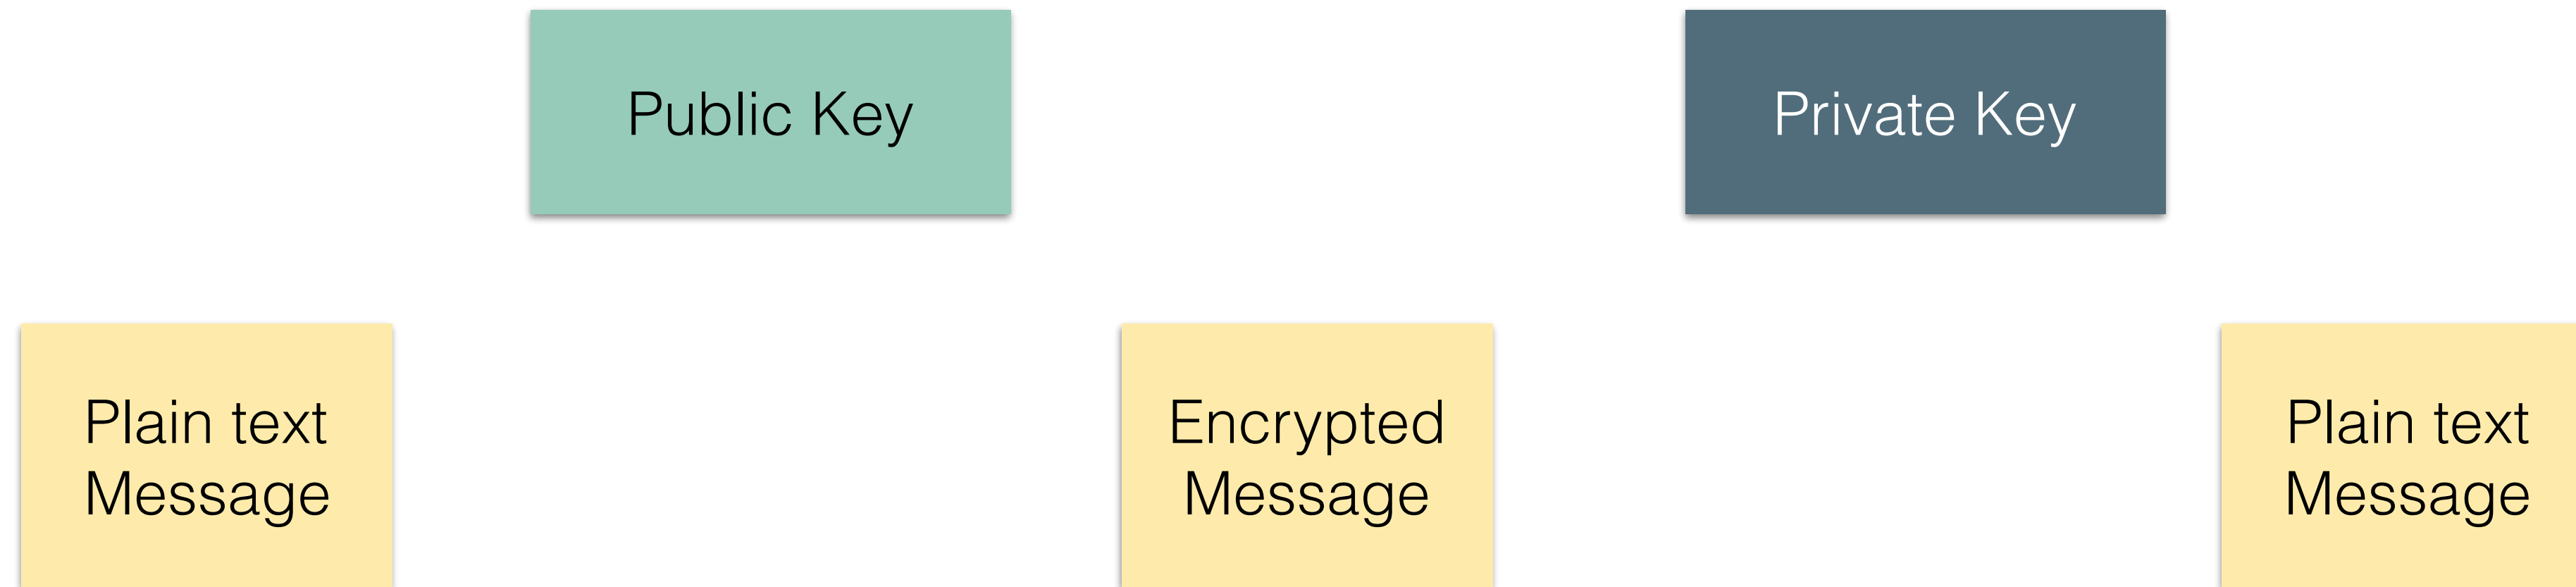 Public Key
Private Key
Plain text
Message
Encrypted
Message
Plain text
Message